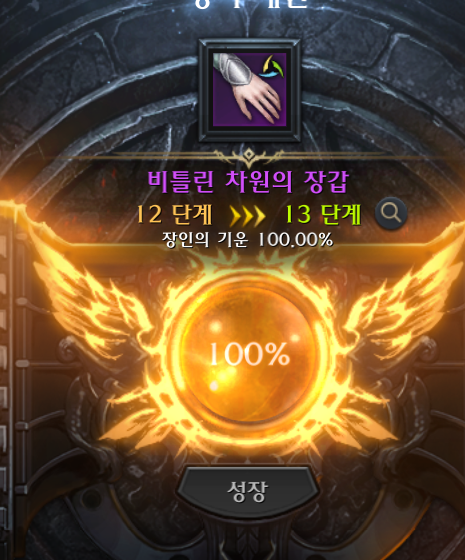 비틀린 차원의 장갑
12 단계 >>> 13 단계
장인의 기운 100.00%
100%
성장